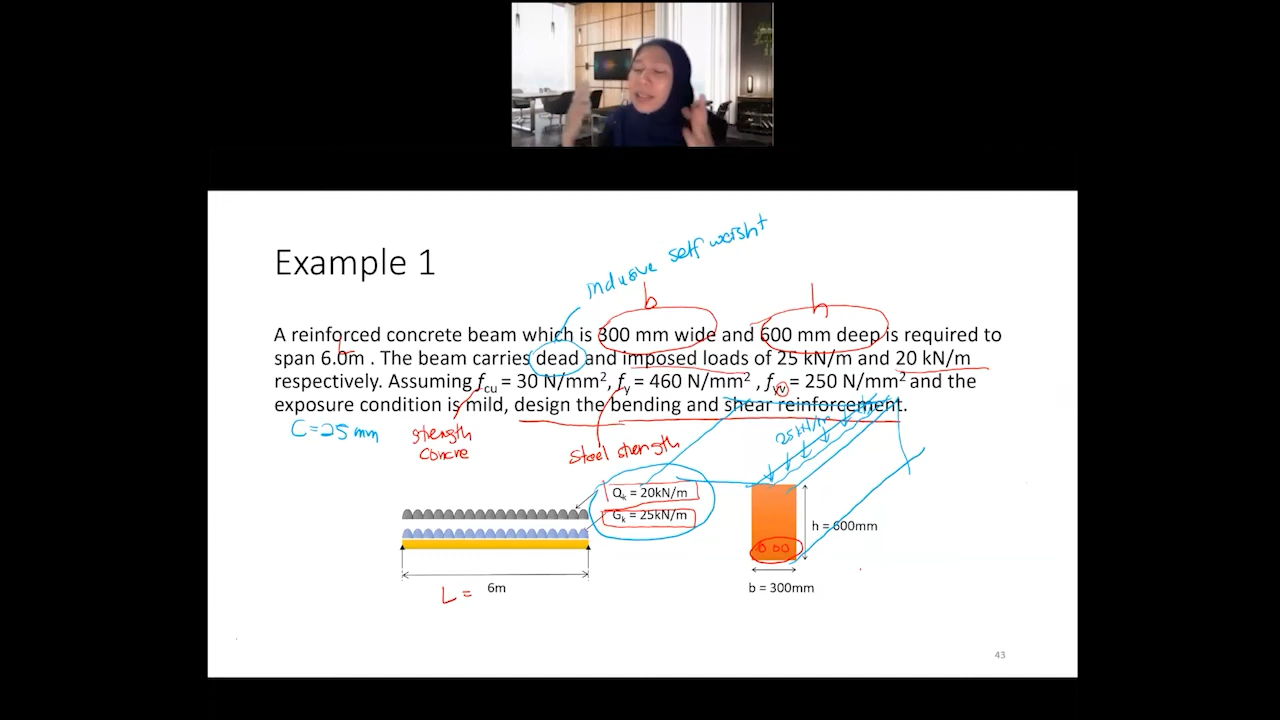 Example 1
inclusive self weight
b
h
A reinforced concrete beam which is 300 mm wide and 600 mm deep is required to
span 6.0m . The beam carries dead and imposed loads of 25 kN/m and 20 kN/m
respectively. Assuming fcu = 30 N/mm², fy = 460 N/mm² , fyv = 250 N/mm² and the
exposure condition is mild, design the bending and shear reinforcement.
C=25 mm
strength
concre
Steel strength
25 kN/m
Qk = 20kN/m
Gk = 25kN/m
h = 600mm
L = 6m
b = 300mm
43